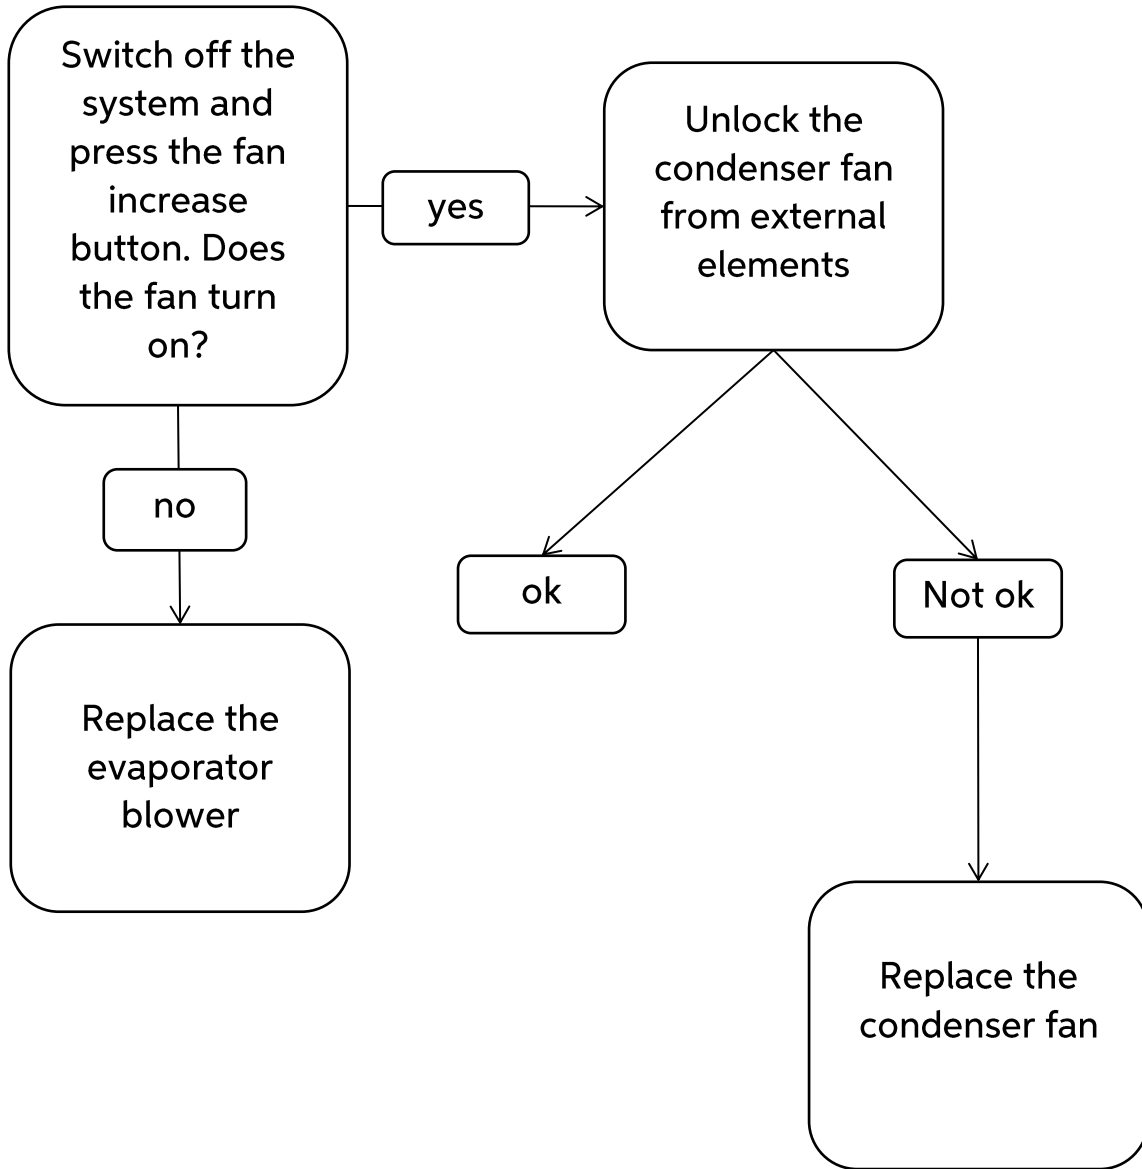 Switch off the
system and
press the fan
increase
button. Does
the fan turn
on?
yes
Unlock the
condenser fan
from external
elements
no
ok
Not ok
Replace the
evaporator
blower
Replace the
condenser fan